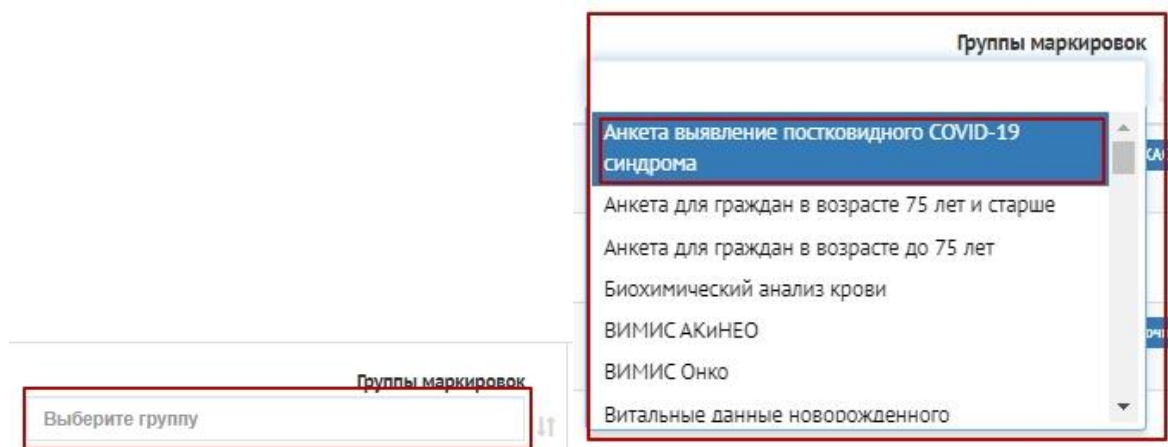 Группы маркировок
Анкета выявление постковидного COVID-19
синдрома
Анкета для граждан в возрасте 75 лет и старше
Анкета для граждан в возрасте до 75 лет
Биохимический анализ крови
ВИМИС АКиНЕО
ВИМИС Онко
Витальные данные новорожденного
Группы маркировок
Выберите группу